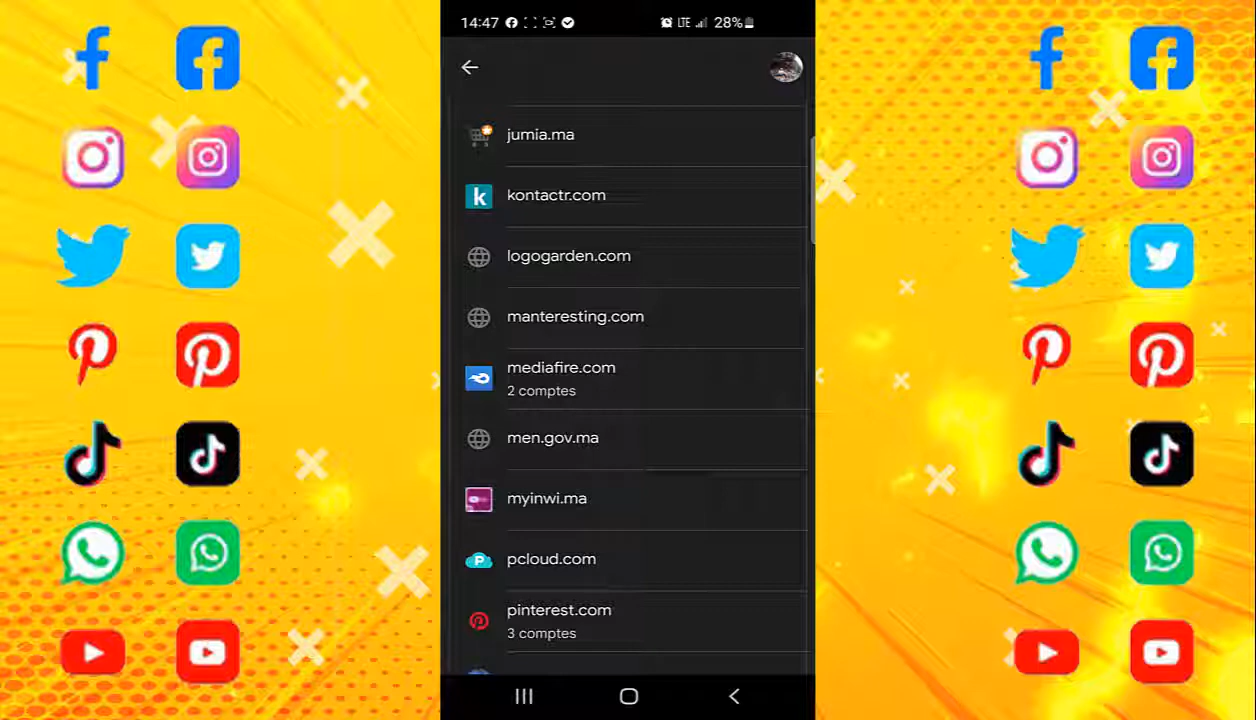 14:47 LTE 28%
jumia.ma
k kontactr.com
logogarden.com
manteresting.com
mediafire.com
2 comptes
men.gov.ma
myinwi.ma
P pcloud.com
pinterest.com
3 comptes